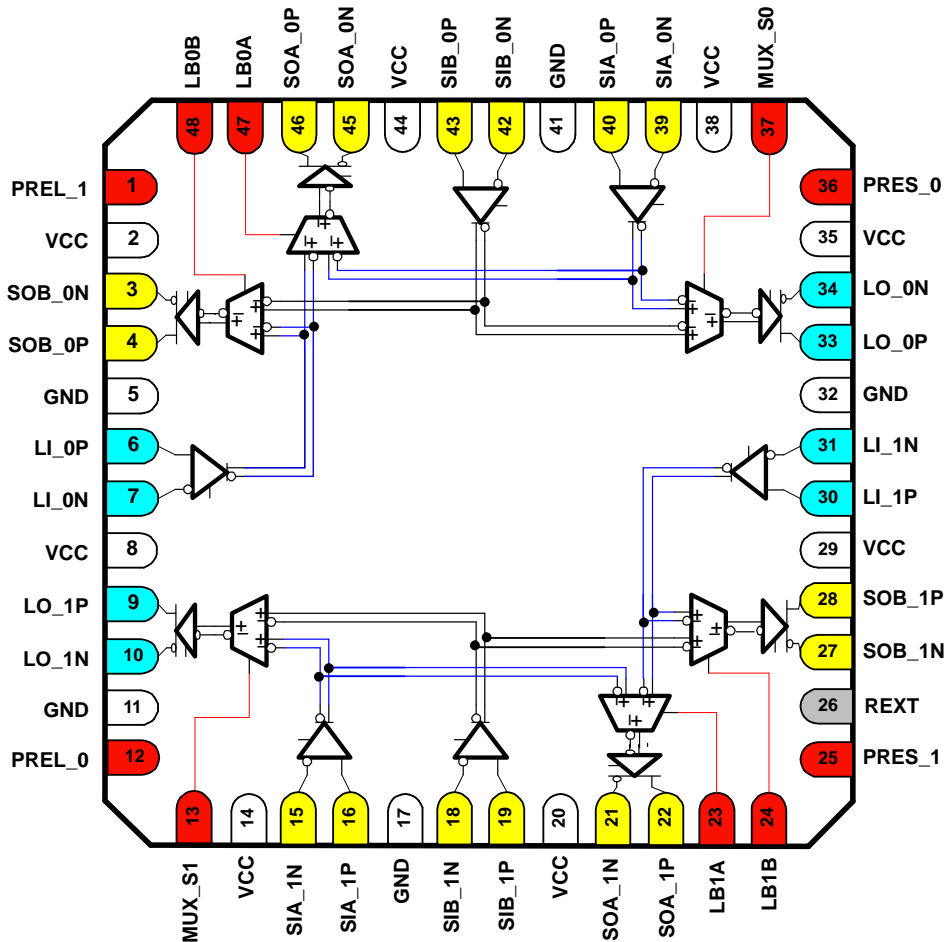 LB0B
LB0A
SOA_0P
SOA_0N
VCC
SIB_0P
SIB_0N
GND
SIA_0P
SIA_0N
VCC
MUX_S0
48
47
46
45
44
43
42
41
40
39
38
37
PREL_1 1
36 PRES_0
VCC 2
35 VCC
SOB_0N 3
34 LO_0N
SOB_0P 4
33 LO_0P
GND 5
32 GND
LI_0P 6
31 LI_1N
LI_0N 7
30 LI_1P
VCC 8
29 VCC
LO_1P 9
28 SOB_1P
LO_1N 10
27 SOB_1N
GND 11
26 REXT
PREL_0 12
25 PRES_1
13
14
15
16
17
18
19
20
21
22
23
24
MUX_S1
VCC
SIA_1N
SIA_1P
GND
SIB_1N
SIB_1P
VCC
SOA_1N
SOA_1P
LB1A
LB1B